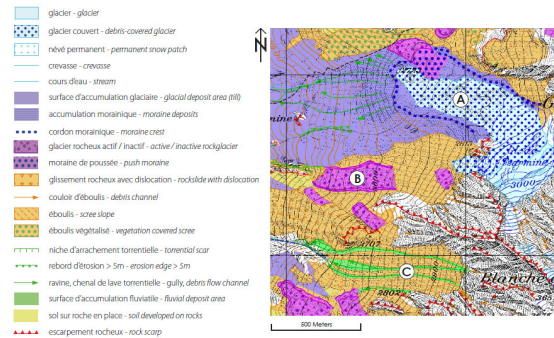 glacier - glacier
glacier couvert - debris-covered glacier
névé permanent - permanent snow patch
crevasse - crevasse
cours d'eau - stream
surface d'accumulation glaciaire - glacial deposit area (till)
accumulation morainique - moraine deposits
cordon morainique - moraine crest
glacier rocheux actif / inactif - active / inactive rockglacier
moraine de poussée - push moraine
glissement rocheux avec dislocation - rockslide with dislocation
couloir d'éboulis - debris channel
éboulis - scree slope
éboulis végétalisé - vegetation covered scree
niche d'arrachement torrentielle - torrential scar
rebord d'érosion > 5m - erosion edge > 5m
ravine, chenal de lave torrentielle - gully, debris flow channel
surface d'accumulation fluviatile - fluvial deposit area
sol sur roche en place - soil developed on rocks
escarpement rocheux - rock scarp
N
A
B
C
3000
Blanche
2802
500 Meters